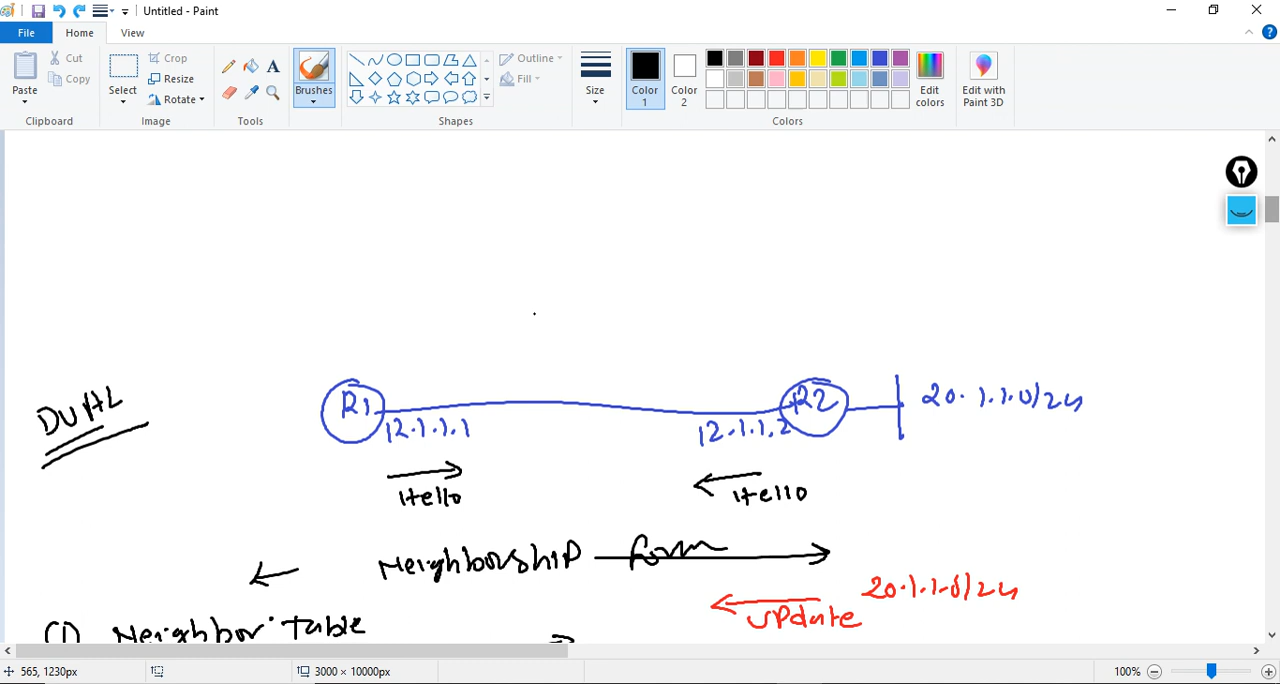 Untitled - Paint
File Home View
Paste
Cut
Copy
Clipboard
Select
Crop
Resize
Rotate
Image
Tools
Brushes
Shapes
Outline
Fill
Size
Color 1
Color 2
Edit colors
Colors
Edit with Paint 3D
DUAL
R1
R2
20.1.1.0/24
12.1.1.1
12.1.1.2
Hello
Hello
Neighborship form
20.1.1.0/24
update
(1) Neighbor Table
565, 1230px
3000 × 10000px
100%